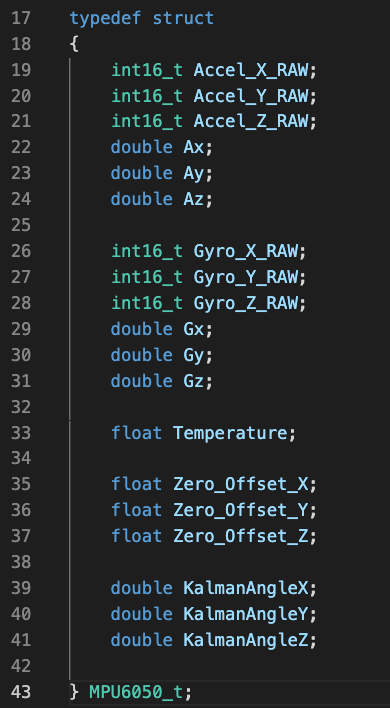 17 typedef struct
18 {
19 int16_t Accel_X_RAW;
20 int16_t Accel_Y_RAW;
21 int16_t Accel_Z_RAW;
22 double Ax;
23 double Ay;
24 double Az;
25
26 int16_t Gyro_X_RAW;
27 int16_t Gyro_Y_RAW;
28 int16_t Gyro_Z_RAW;
29 double Gx;
30 double Gy;
31 double Gz;
32
33 float Temperature;
34
35 float Zero_Offset_X;
36 float Zero_Offset_Y;
37 float Zero_Offset_Z;
38
39 double KalmanAngleX;
40 double KalmanAngleY;
41 double KalmanAngleZ;
42
43 } MPU6050_t;